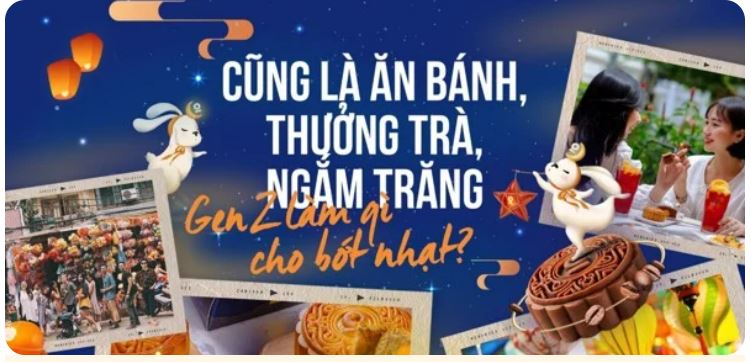 CŨNG LÀ ĂN BÁNH,
THƯỞNG TRÀ,
NGẮM TRĂNG
Gen Z làm gì
cho bớt nhạt?